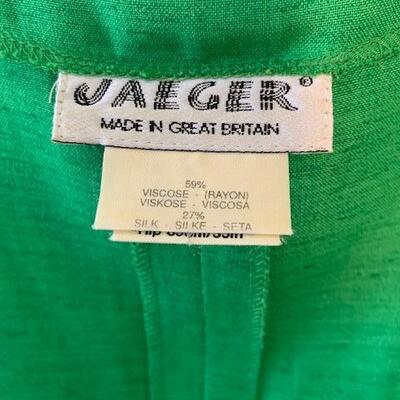 JAEGER®
MADE IN GREAT BRITAIN
59%
VISCOSE - (RAYON)
VISKOSE - VISCOSA
27%
SILK - SILKE - SETA